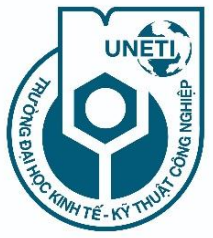 UNETI
TRƯỜNG ĐẠI HỌC KINH TẾ - KỸ THUẬT CÔNG NGHIỆP